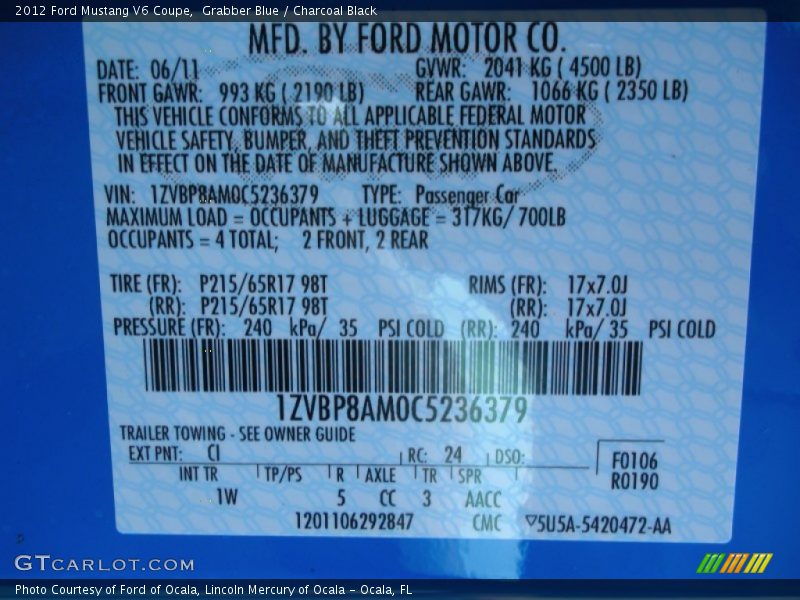 2012 Ford Mustang V6 Coupe,  Grabber Blue / Charcoal Black
MFD. BY FORD MOTOR CO.
DATE: 06/11 GVWR: 2041 KG ( 4500 LB)
FRONT GAWR: 993 KG ( 2190 LB) REAR GAWR: 1066 KG ( 2350 LB)
THIS VEHICLE CONFORMS TO ALL APPLICABLE FEDERAL MOTOR
VEHICLE SAFETY, BUMPER, AND THEFT PREVENTION STANDARDS
IN EFFECT ON THE DATE OF MANUFACTURE SHOWN ABOVE.
VIN: 1ZVBP8AM0C5236379 TYPE: Passenger Car
MAXIMUM LOAD = OCCUPANTS + LUGGAGE = 317KG/ 700LB
OCCUPANTS = 4 TOTAL; 2 FRONT, 2 REAR
TIRE (FR): P215/65R17 98T RIMS (FR): 17x7.0J
(RR): P215/65R17 98T (RR): 17x7.0J
PRESSURE (FR): 240 kPa/ 35 PSI COLD (RR): 240 kPa/ 35 PSI COLD
1ZVBP8AM0C5236379
TRAILER TOWING - SEE OWNER GUIDE
EXT PNT: CI RC: 24 DSO: F0106
INT TR TP/PS R AXLE TR SPR R0190
1W 5 CC 3 AACC
1201106292847 CMC ▽5U5A-5420472-AA
GTCARLOT.COM
Photo Courtesy of Ford of Ocala, Lincoln Mercury of Ocala – Ocala, FL